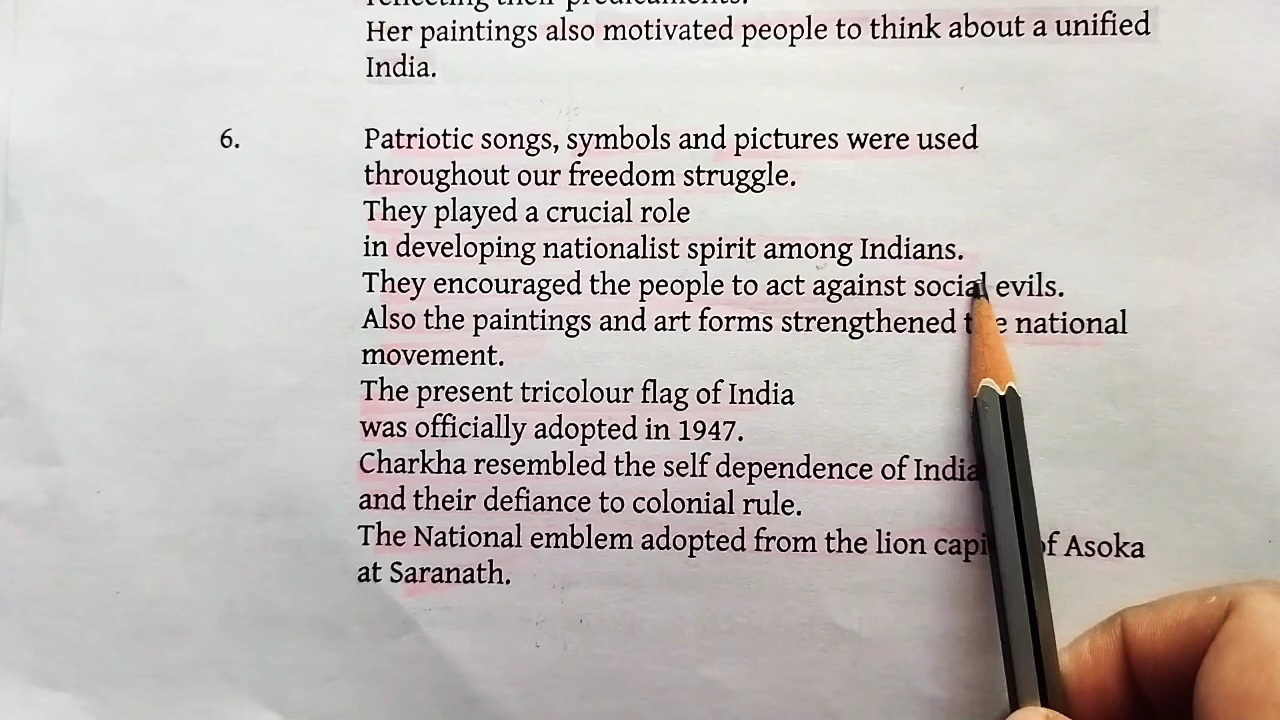 reflecting their predicaments.
Her paintings also motivated people to think about a unified
India.
6. Patriotic songs, symbols and pictures were used
throughout our freedom struggle.
They played a crucial role
in developing nationalist spirit among Indians.
They encouraged the people to act against social evils.
Also the paintings and art forms strengthened the national
movement.
The present tricolour flag of India
was officially adopted in 1947.
Charkha resembled the self dependence of India
and their defiance to colonial rule.
The National emblem adopted from the lion of Asoka
at Saranath.